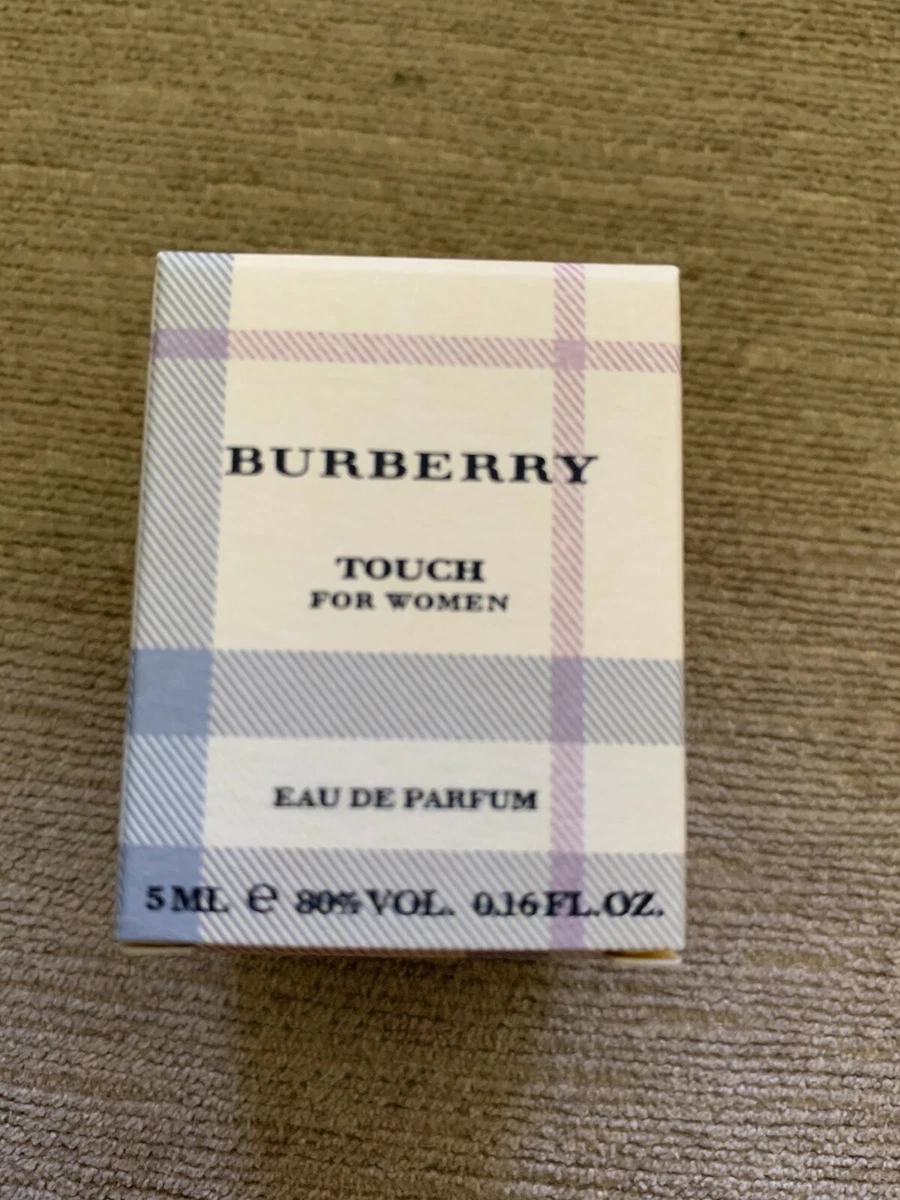 BURBERRY
TOUCH
FOR WOMEN
EAU DE PARFUM
5 ML ℮ 80% VOL. 0.16 FL.OZ.